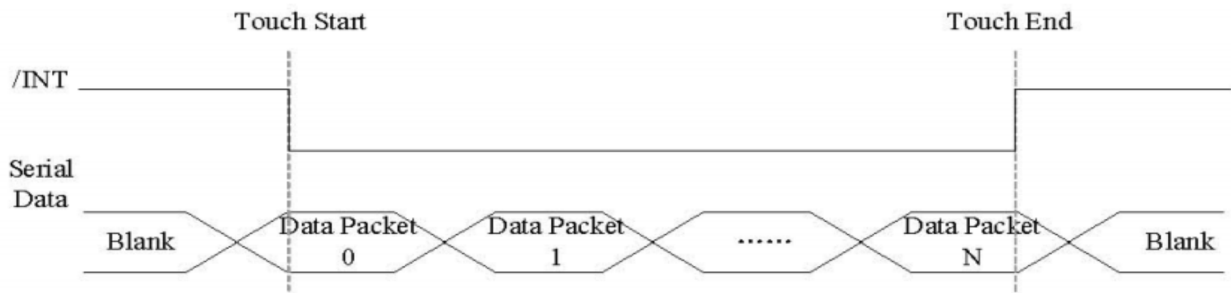 Touch Start
Touch End
/INT
Serial
Data
Blank
Data Packet
0
Data Packet
1
......
Data Packet
N
Blank